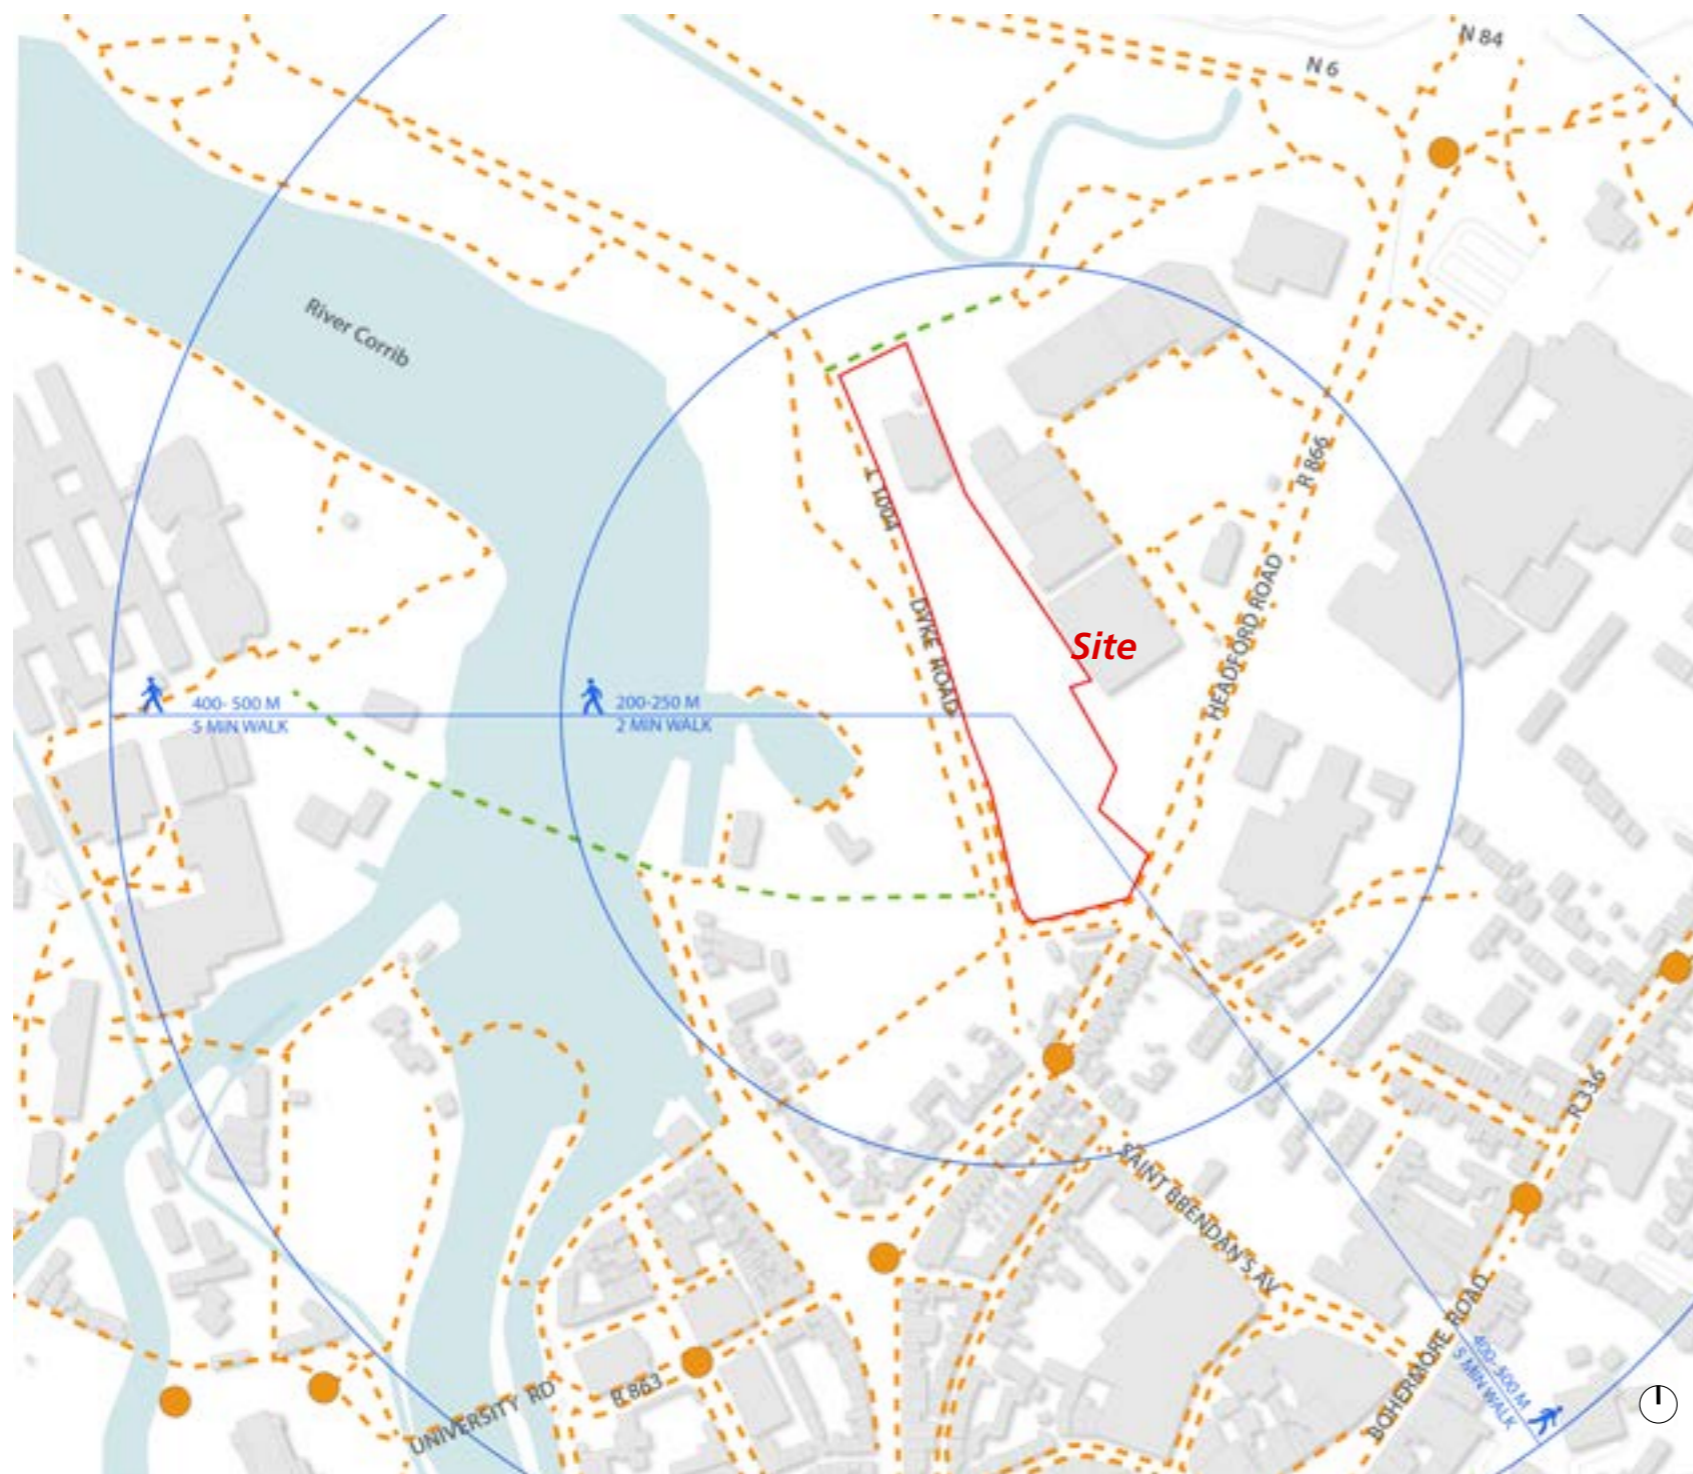 N 84
N 6
River Corrib
R 866
L 1004
HEADFORD ROAD
DYKE ROAD
Site
400- 500 M
5 MIN WALK
200-250 M
2 MIN WALK
R 336
SAINT BRENDAN'S AV
BOHERMORE ROAD
400-500 M
5 MIN WALK
R 863
UNIVERSITY RD